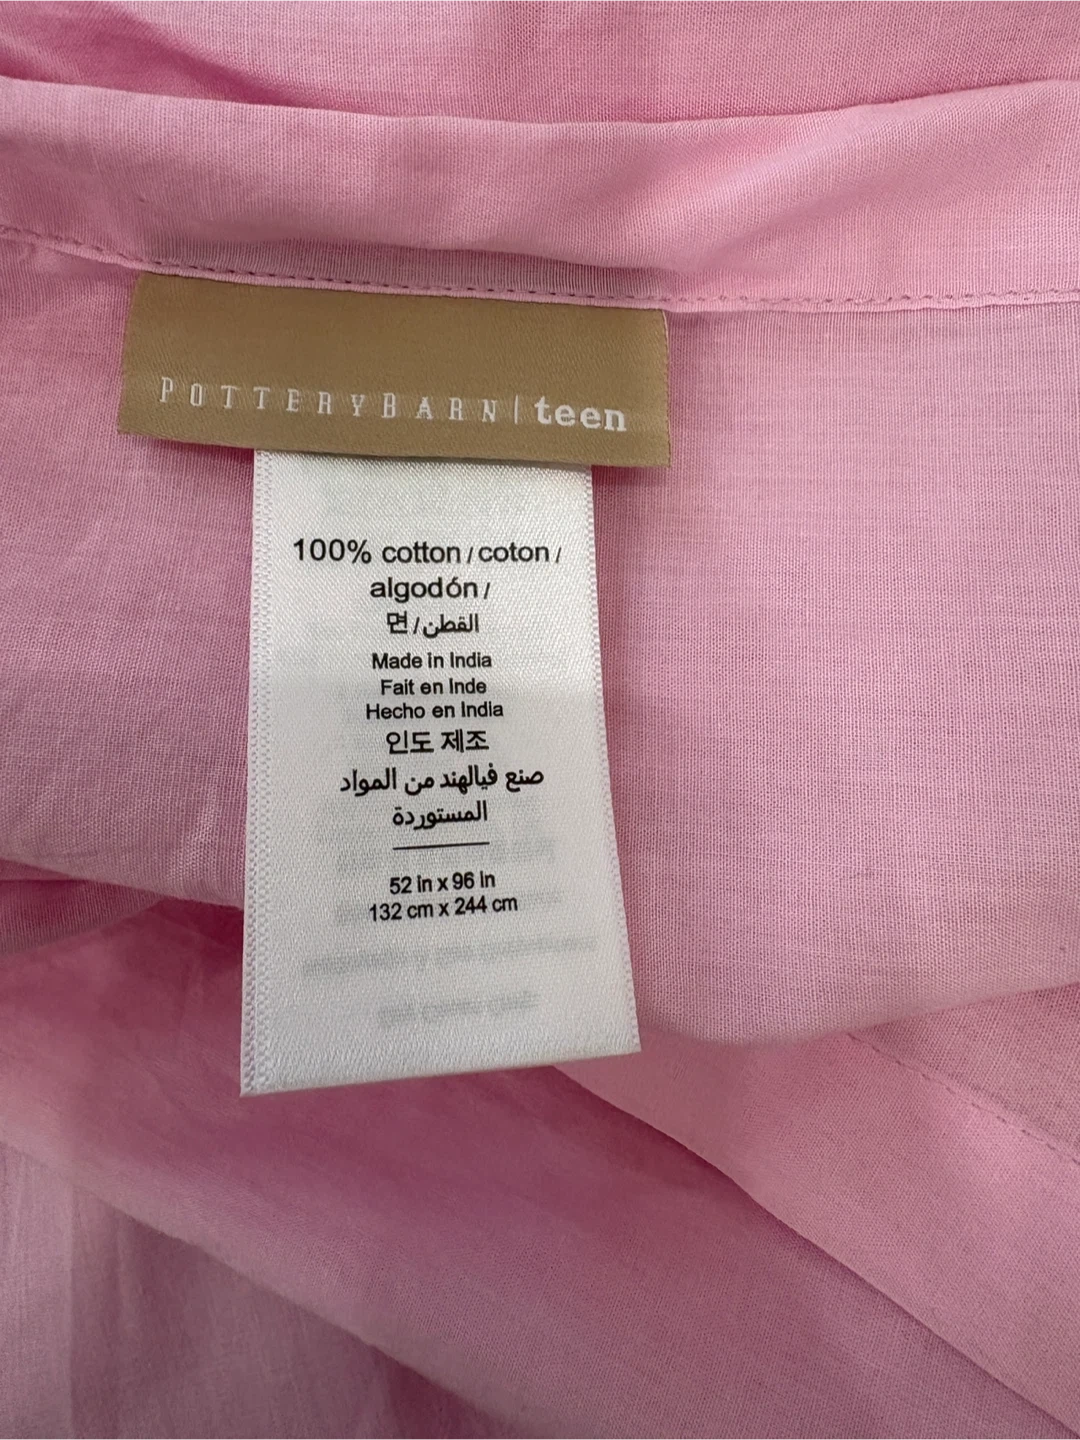 POTTERYBARN | teen
100% cotton / coton /
algodón /
면 / القطن
Made in India
Fait en Inde
Hecho en India
인도 제조
صنع فيالهند من المواد
المستوردة
52 in x 96 in
132 cm x 244 cm